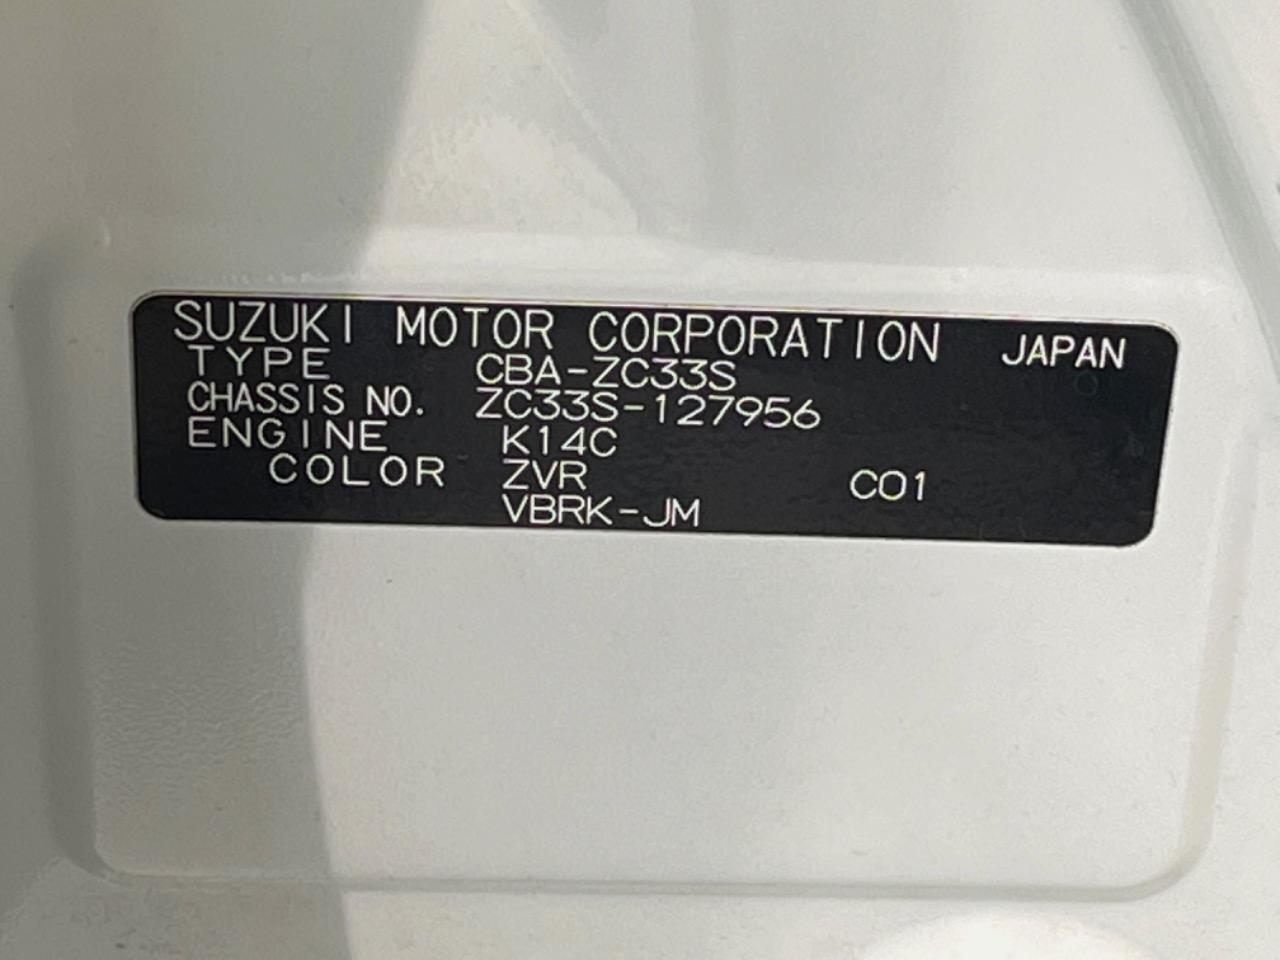 SUZUKI MOTOR CORPORATION JAPAN
TYPE CBA-ZC33S
CHASSIS NO. ZC33S-127956
ENGINE K14C
COLOR ZVR C01
VBRK-JM